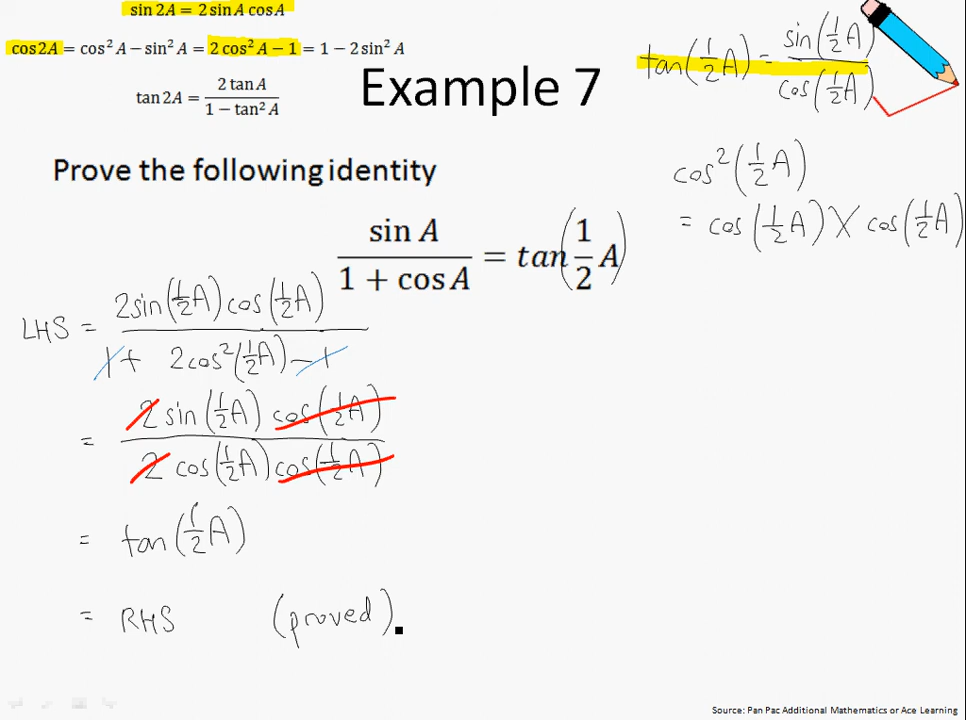 sin 2A = 2 sin A cos A
cos 2A = cos² A − sin² A = 2 cos² A − 1 = 1 − 2 sin² A
tan 2A = (2 tan A)/(1 − tan² A)
tan(½A) = sin(½A)/cos(½A)
Example 7
Prove the following identity
cos²(½A)
= cos(½A) × cos(½A)
sin A/(1 + cos A) = tan(½A)
LHS = 2sin(½A)cos(½A)/(1 + 2cos²(½A) − 1)
= 2 sin(½A) cos(½A)/(2 cos(½A) cos(½A))
= tan(½A)
= RHS (proved).
Source: Pan Pac Additional Mathematics or Ace Learning